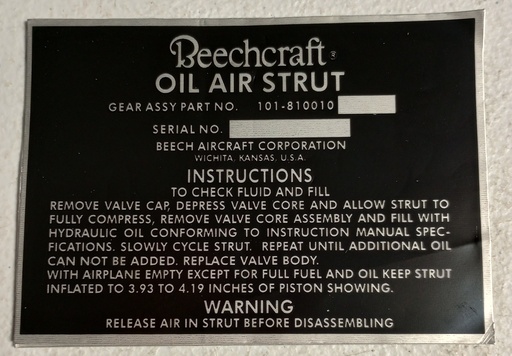 Beechcraft®
OIL AIR STRUT
GEAR ASSY PART NO. 101-810010
SERIAL NO.
BEECH AIRCRAFT CORPORATION
WICHITA, KANSAS, U.S.A.
INSTRUCTIONS
TO CHECK FLUID AND FILL
REMOVE VALVE CAP, DEPRESS VALVE CORE AND ALLOW STRUT TO
FULLY COMPRESS, REMOVE VALVE CORE ASSEMBLY AND FILL WITH
HYDRAULIC OIL CONFORMING TO INSTRUCTION MANUAL SPEC-
IFICATIONS. SLOWLY CYCLE STRUT. REPEAT UNTIL ADDITIONAL OIL
CAN NOT BE ADDED. REPLACE VALVE BODY.
WITH AIRPLANE EMPTY EXCEPT FOR FULL FUEL AND OIL KEEP STRUT
INFLATED TO 3.93 TO 4.19 INCHES OF PISTON SHOWING.
WARNING
RELEASE AIR IN STRUT BEFORE DISASSEMBLING